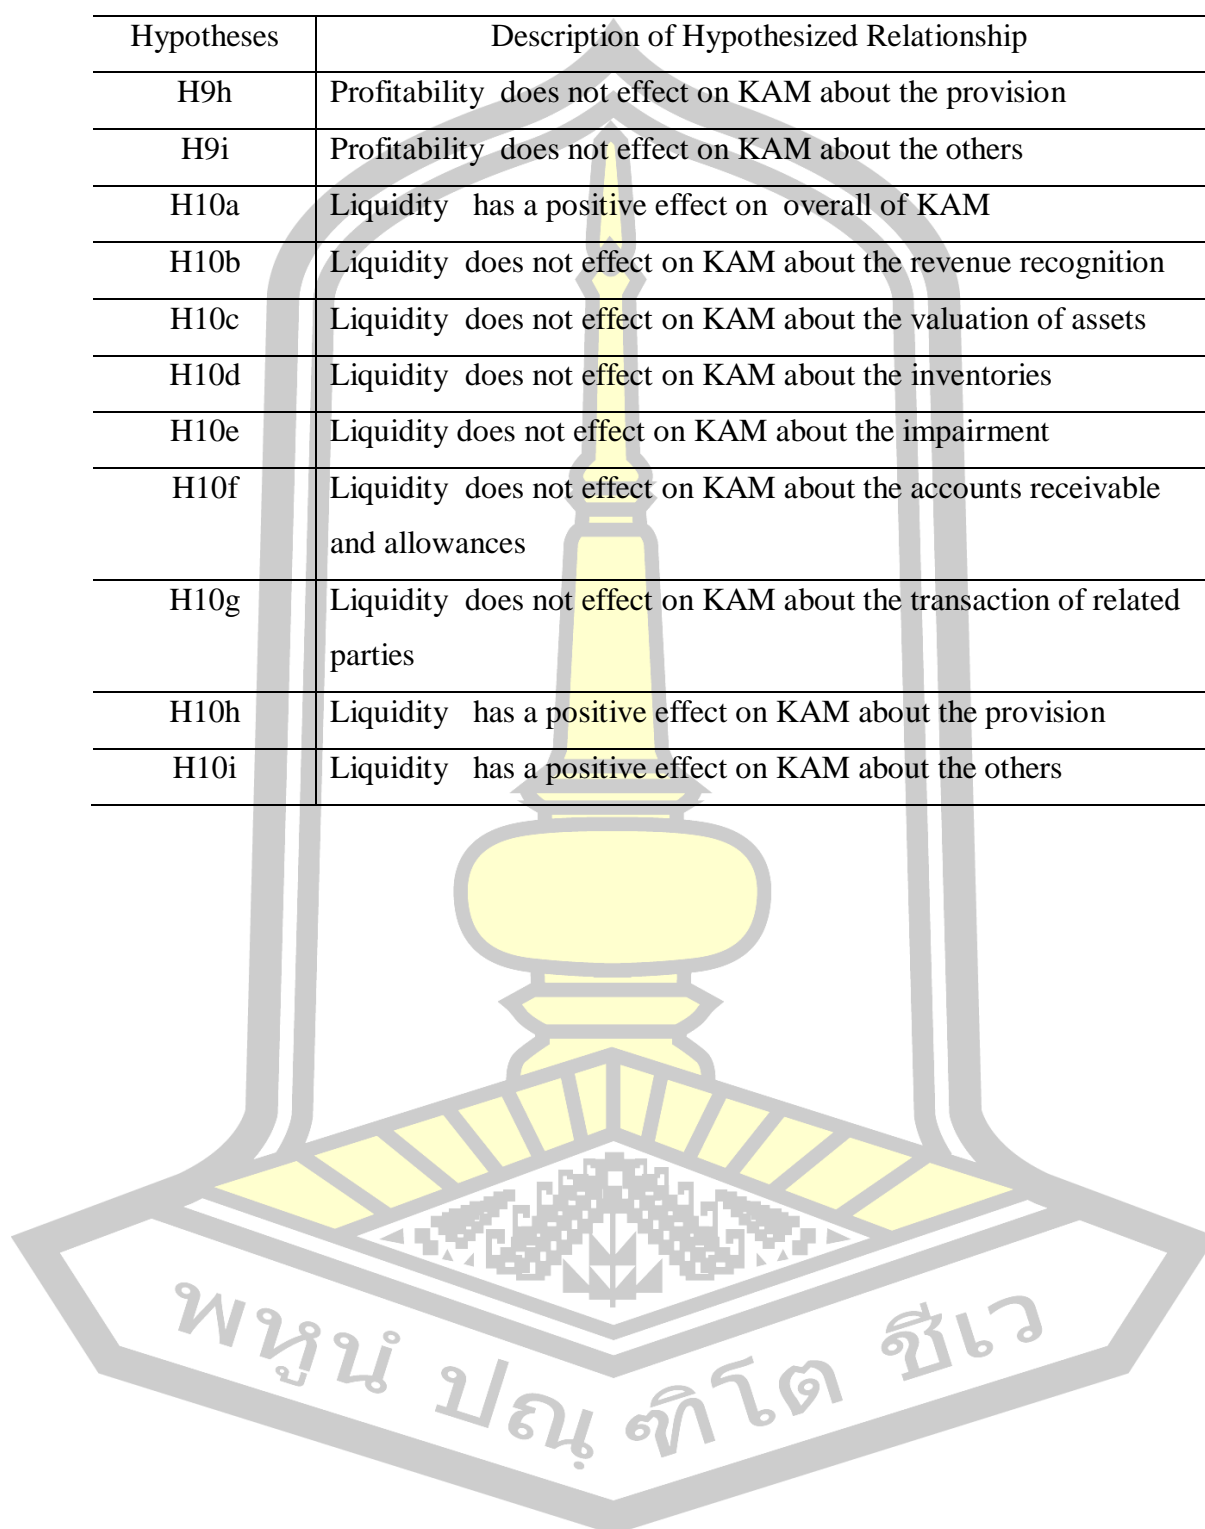 Hypotheses Description of Hypothesized Relationship
H9h Profitability does not effect on KAM about the provision
H9i Profitability does not effect on KAM about the others
H10a Liquidity has a positive effect on overall of KAM
H10b Liquidity does not effect on KAM about the revenue recognition
H10c Liquidity does not effect on KAM about the valuation of assets
H10d Liquidity does not effect on KAM about the inventories
H10e Liquidity does not effect on KAM about the impairment
H10f Liquidity does not effect on KAM about the accounts receivable
and allowances
H10g Liquidity does not effect on KAM about the transaction of related
parties
H10h Liquidity has a positive effect on KAM about the provision
H10i Liquidity has a positive effect on KAM about the others
พหูนํ ปณฺฑิโต ชีเว